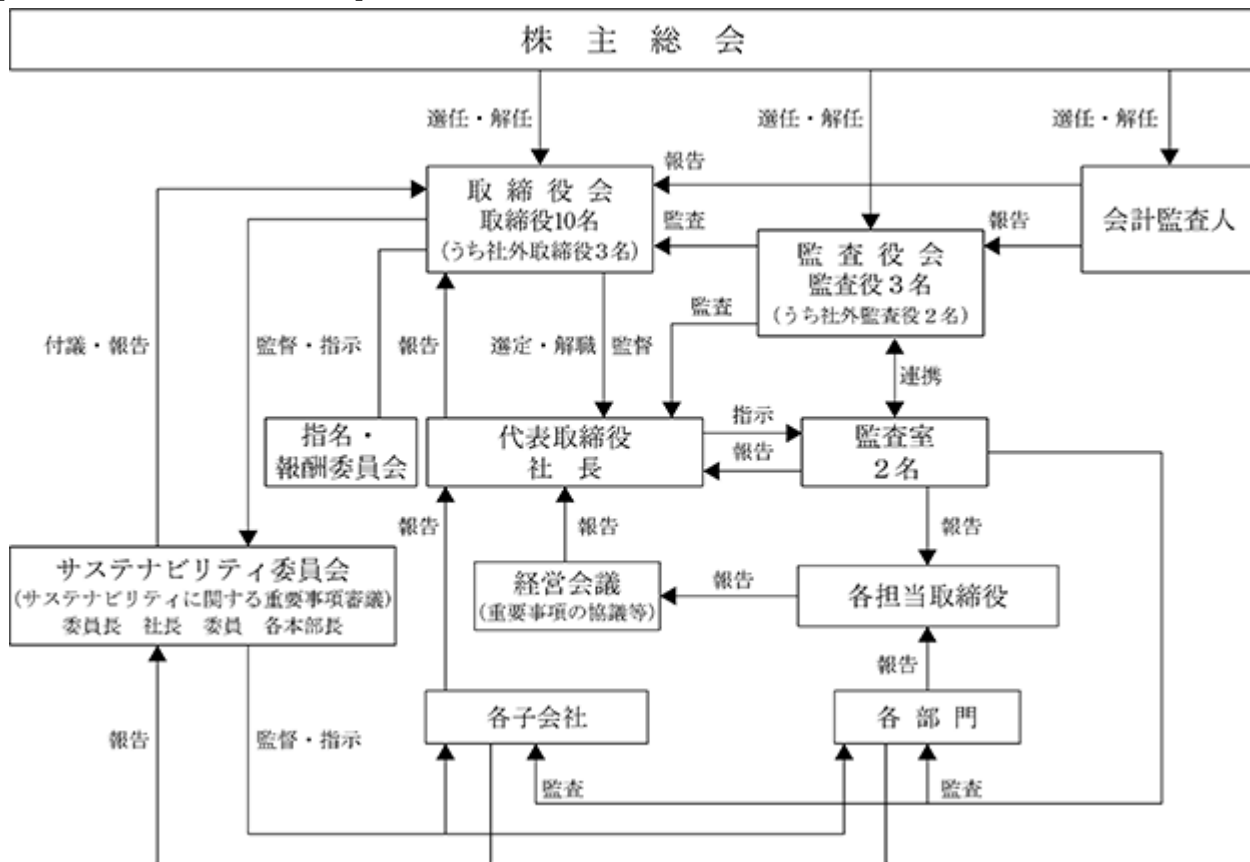 株主総会
選任・解任
選任・解任
選任・解任
取締役会
取締役10名
(うち社外取締役3名)
報告
会計監査人
監査
報告
監査役会
監査役3名
(うち社外監査役2名)
監査
付議・報告
監督・指示
報告
選定・解職
監督
連携
指名・
報酬委員会
代表取締役
社長
指示
報告
監査室
2名
報告
報告
報告
サステナビリティ委員会
(サステナビリティに関する重要事項審議)
委員長 社長 委員 各本部長
経営会議
(重要事項の協議等)
報告
各担当取締役
報告
各子会社
各部門
報告
監督・指示
監査
監査